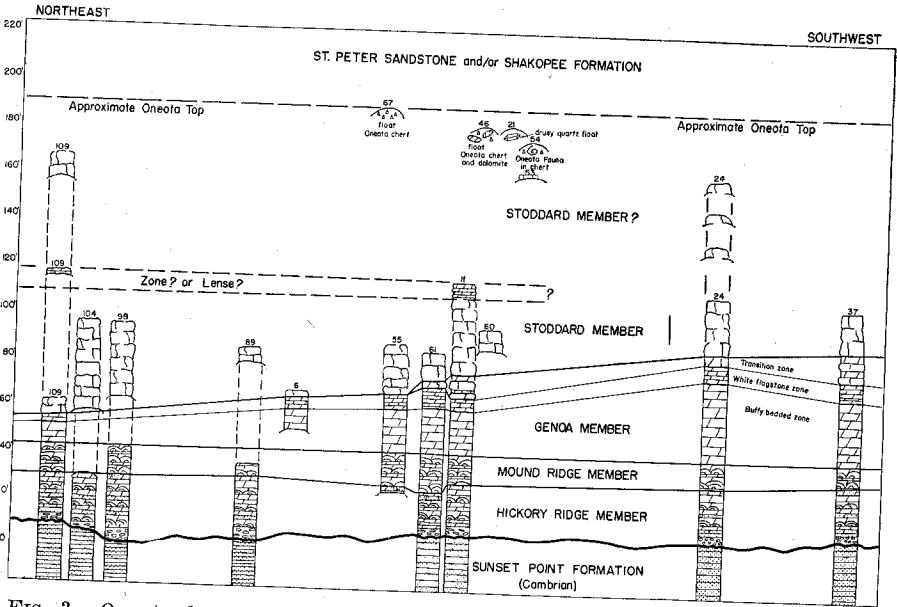 NORTHEAST
SOUTHWEST
220'
200'
180'
160'
140'
120'
100'
80'
60'
40'
0'
0'
ST. PETER SANDSTONE and/or SHAKOPEE FORMATION
Approximate Oneota Top
67
float
Oneota chert
46
float
Oneota chert
and dolomite
21
drusy quartz float
54
Oneota Fauna
in chert
53
Approximate Oneota Top
109
24
STODDARD MEMBER?
109
Zone? or Lense?
?
11
104
98
89
6
55
61
60
STODDARD MEMBER
24
37
109
Transition zone
White flagstone zone
Buffy bedded zone
GENOA MEMBER
MOUND RIDGE MEMBER
HICKORY RIDGE MEMBER
SUNSET POINT FORMATION
(Cambrian)